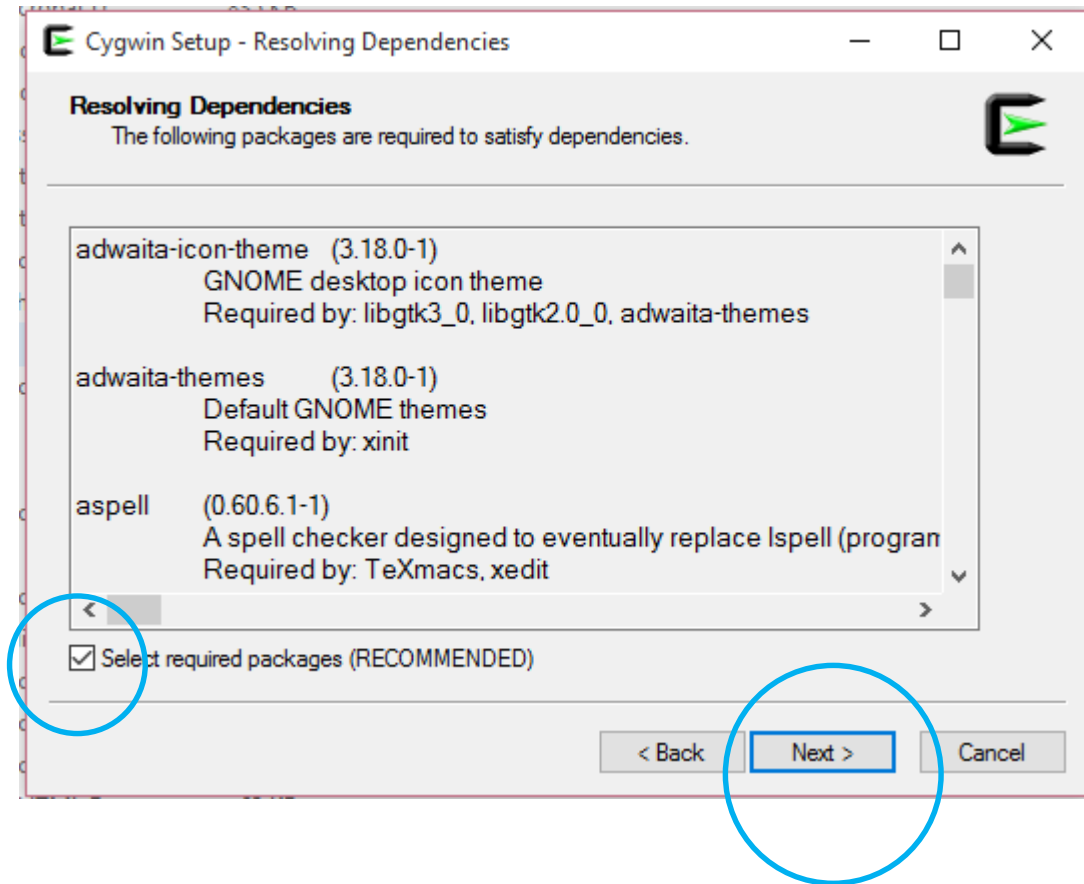 Cygwin Setup - Resolving Dependencies
Resolving Dependencies
The following packages are required to satisfy dependencies.
adwaita-icon-theme (3.18.0-1)
GNOME desktop icon theme
Required by: libgtk3_0, libgtk2.0_0, adwaita-themes
adwaita-themes (3.18.0-1)
Default GNOME themes
Required by: xinit
aspell (0.60.6.1-1)
A spell checker designed to eventually replace Ispell (program
Required by: TeXmacs, xedit
Select required packages (RECOMMENDED)
< Back Next > Cancel